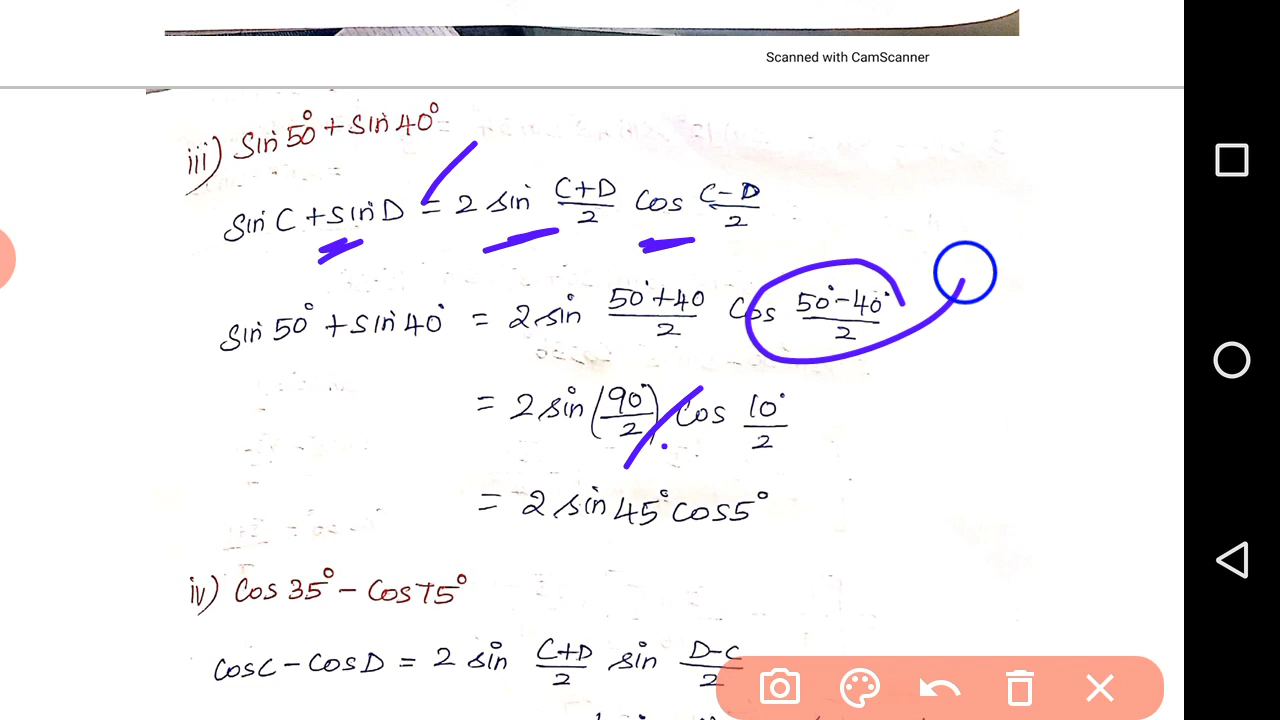 Scanned with CamScanner
iii) Sin 50° + Sin 40°
Sin C + Sin D = 2 sin C+D/2 cos C-D/2
Sin 50° + Sin 40° = 2 sin 50°+40/2 Cos 50°-40°/2
= 2 sin (90°/2). Cos 10°/2
= 2 sin 45° cos 5°
iv) Cos 35° - Cos 75°
Cos C - Cos D = 2 sin C+D/2 sin D-C/2